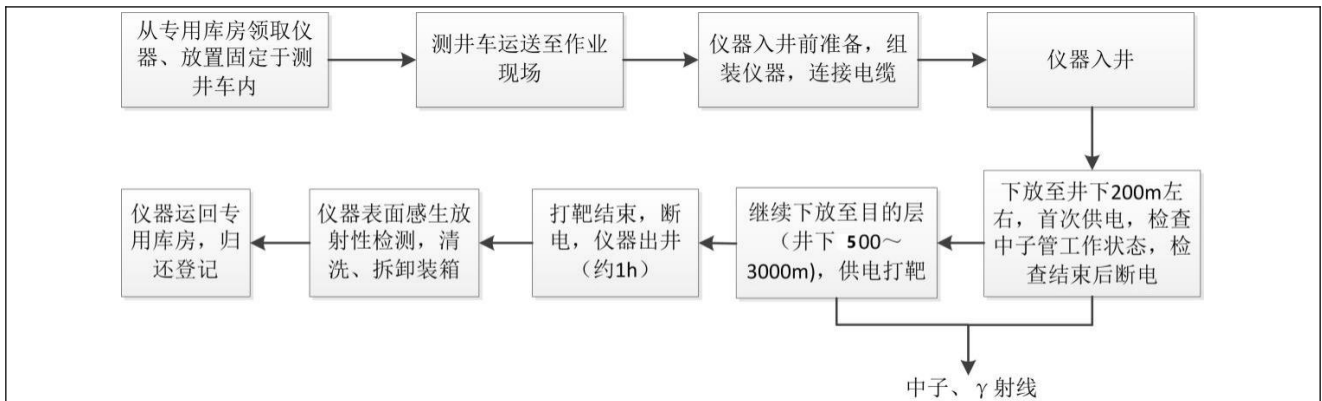 从专用库房领取仪
器、放置固定于测
井车内
测井车运送至作业
现场
仪器入井前准备，组
装仪器，连接电缆
仪器入井
下放至井下200m左
右，首次供电，检查
中子管工作状态，检
查结束后断电
继续下放至目的层
（井下 500～
3000m)，供电打靶
打靶结束，断
电，仪器出井
（约1h）
仪器表面感生放
射性检测，清
洗、拆卸装箱
仪器运回专
用库房，归
还登记
中子、γ射线